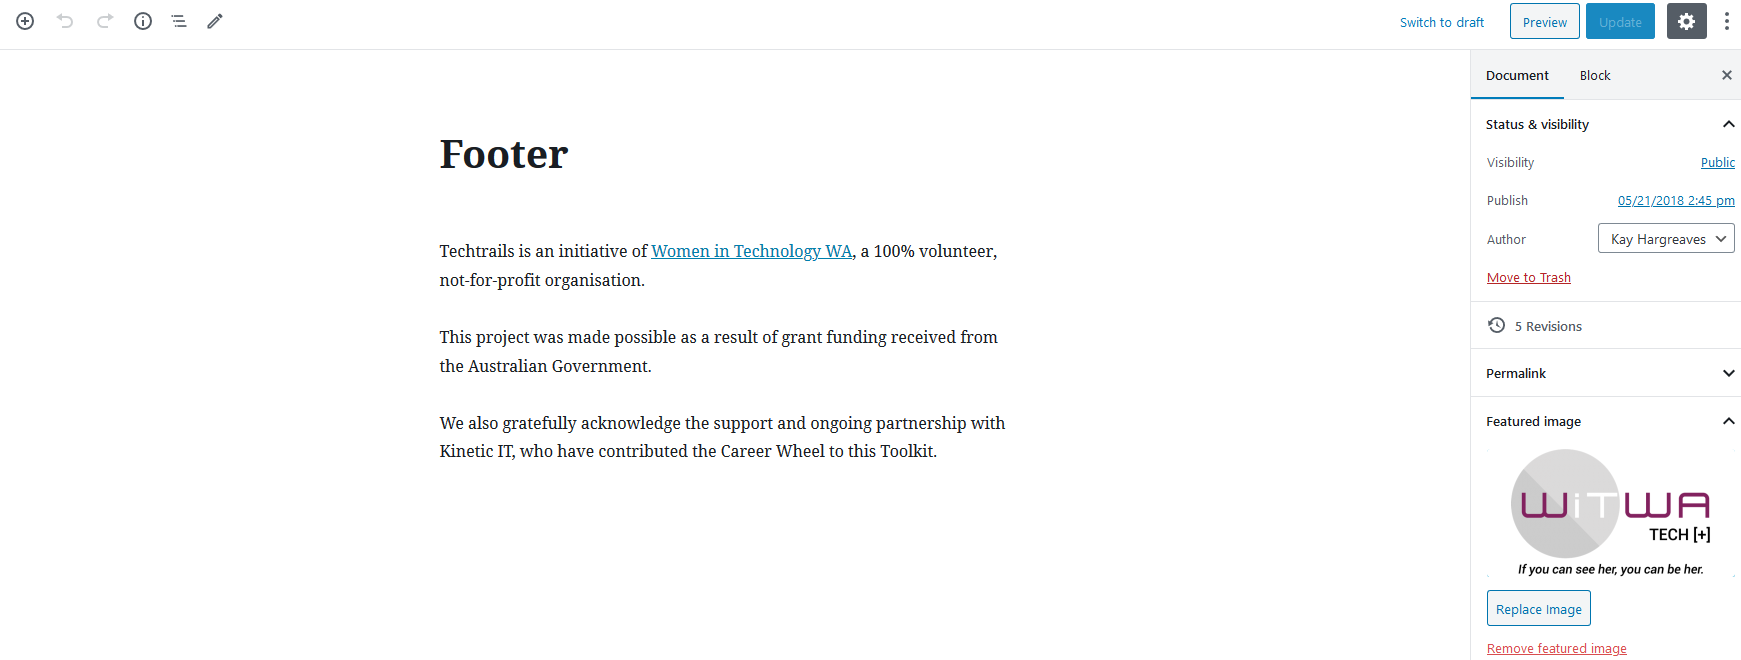 Switch to draft
Preview
Update
Document
Block
Footer
Techtrails is an initiative of Women in Technology WA, a 100% volunteer,
not-for-profit organisation.
This project was made possible as a result of grant funding received from
the Australian Government.
We also gratefully acknowledge the support and ongoing partnership with
Kinetic IT, who have contributed the Career Wheel to this Toolkit.
Status & visibility
Visibility
Public
Publish
05/21/2018 2:45 pm
Author
Kay Hargreaves
Move to Trash
5 Revisions
Permalink
Featured image
WiTWA
TECH [+]
If you can see her, you can be her.
Replace Image
Remove featured image